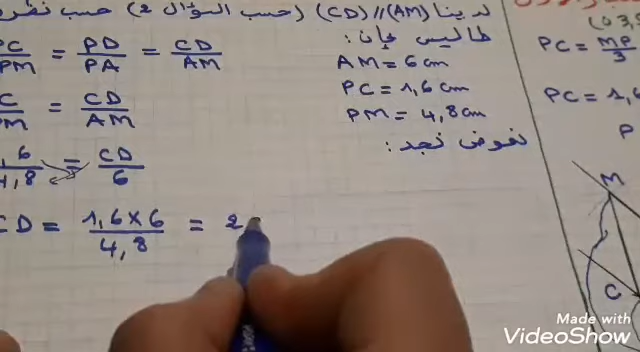 لدينا (AM) // (CD) (حسب السؤال 2) حسب
طاليس فإن:
PC/PM = PD/PA = CD/AM
AM = 6 cm
PC = 1,6 cm
PM = 4,8 cm
نعوض نجد:
C/PM = CD/AM
,6/4,8 = CD/6
CD = 1,6 × 6/4,8 = 2
PC = MP/3
PC = 1,6
P
M
C
Made with
VideoShow